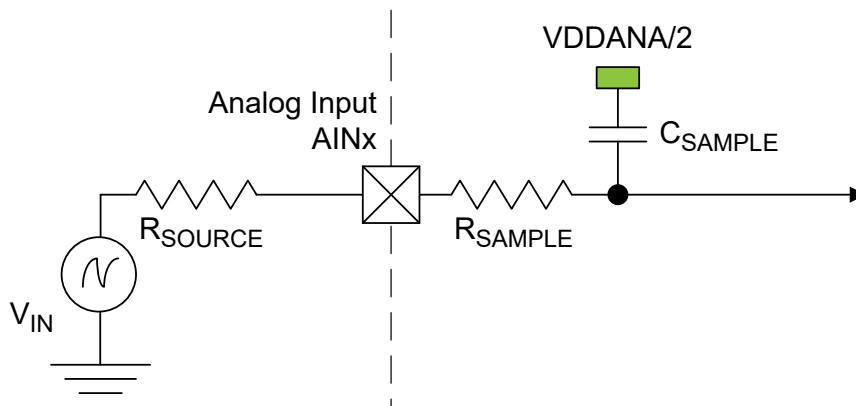 VDDANA/2
Analog Input
AINx
CSAMPLE
RSOURCE
RSAMPLE
VIN